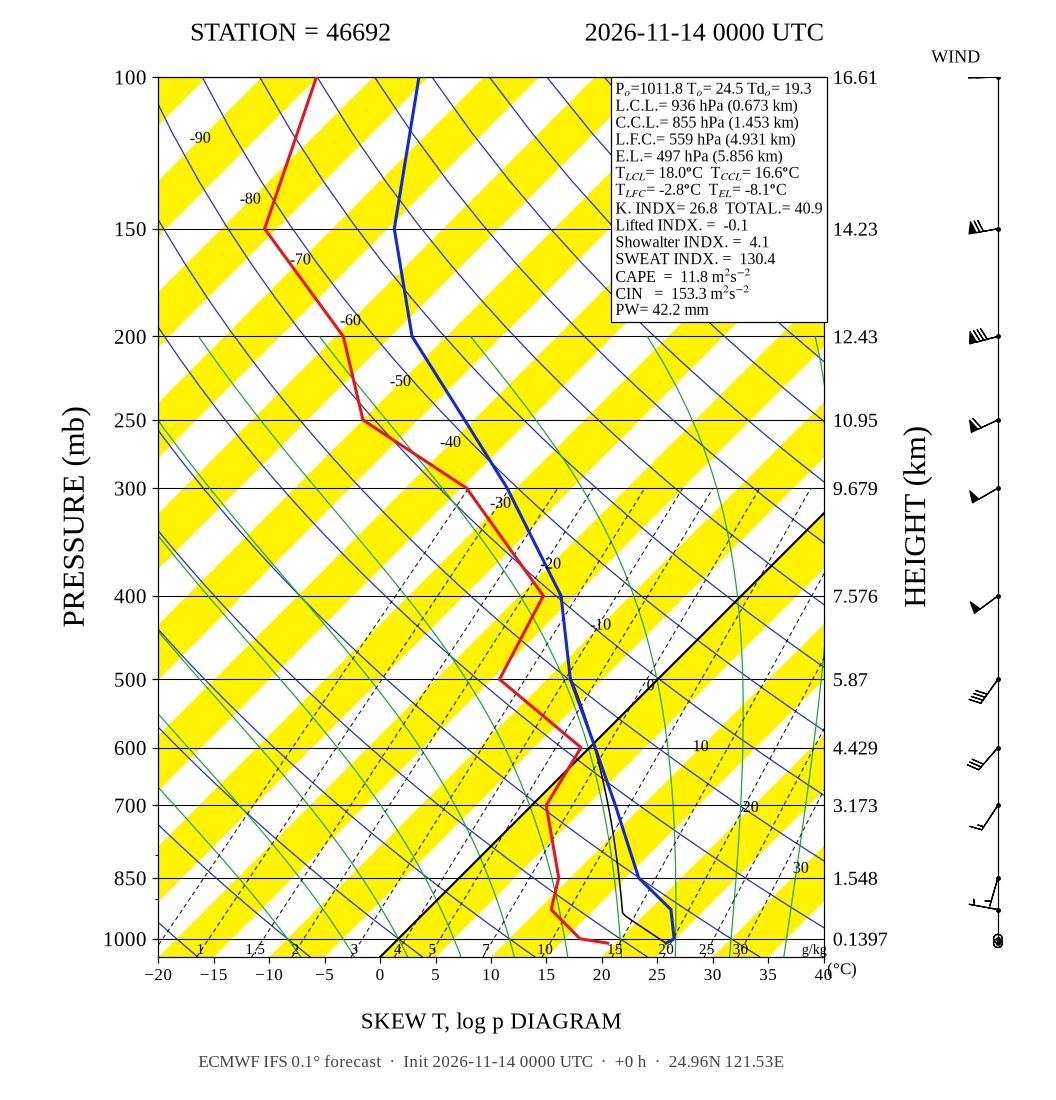 STATION = 46692
2026-11-14 0000 UTC
WIND
100
16.61
Pₒ=1011.8 Tₒ= 24.5 Tdₒ= 19.3
L.C.L.= 936 hPa (0.673 km)
C.C.L.= 855 hPa (1.453 km)
L.F.C.= 559 hPa (4.931 km)
E.L.= 497 hPa (5.856 km)
T_LCL= 18.0°C T_CCL= 16.6°C
T_LFC= -2.8°C T_EL= -8.1°C
K. INDX= 26.8 TOTAL.= 40.9
Lifted INDX. = -0.1
Showalter INDX. = 4.1
SWEAT INDX. = 130.4
CAPE = 11.8 m²s⁻²
CIN = 153.3 m²s⁻²
PW= 42.2 mm
-90
-80
150
14.23
-70
-60
200
12.43
-50
250
10.95
-40
300
9.679
-30
PRESSURE (mb)
HEIGHT (km)
-20
400
7.576
-10
500
0
5.87
600
10
4.429
700
20
3.173
30
850
1.548
1000
0.1397
1 1.5 2 3 4 5 7 10 15 20 25 30 g/kg
−20 −15 −10 −5 0 5 10 15 20 25 30 35 40 (°C)
SKEW T, log p DIAGRAM
ECMWF IFS 0.1° forecast · Init 2026-11-14 0000 UTC · +0 h · 24.96N 121.53E